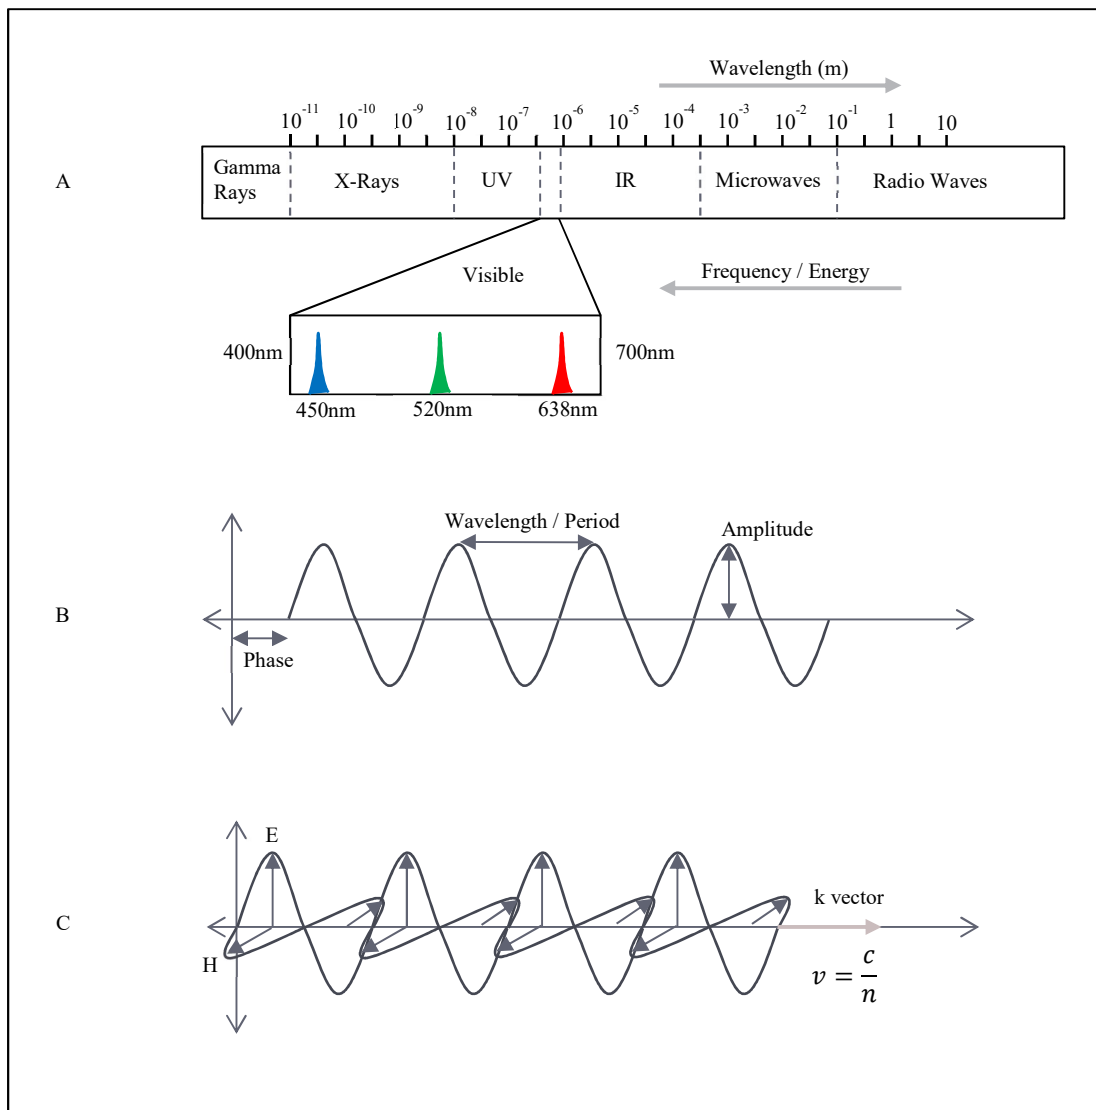 Wavelength (m)
10⁻¹¹ 10⁻¹⁰ 10⁻⁹ 10⁻⁸ 10⁻⁷ 10⁻⁶ 10⁻⁵ 10⁻⁴ 10⁻³ 10⁻² 10⁻¹ 1 10
A
Gamma
Rays
X-Rays
UV
IR
Microwaves
Radio Waves
Visible
Frequency / Energy
400nm
700nm
450nm
520nm
638nm
B
Wavelength / Period
Amplitude
Phase
C
E
H
k vector
v = c/n